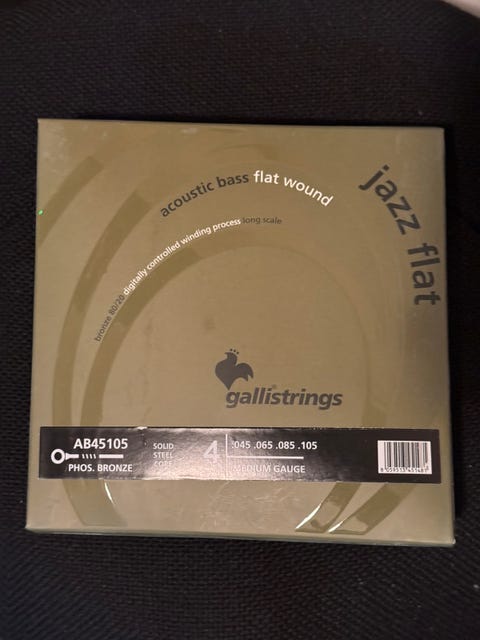 jazz flat
acoustic bass flat wound
bronze 80/20 digitally controlled winding process long scale
gallistrings®
AB45105
PHOS. BRONZE
SOLID
STEEL
CORE
4
.045 .065 .085 .105
MEDIUM GAUGE